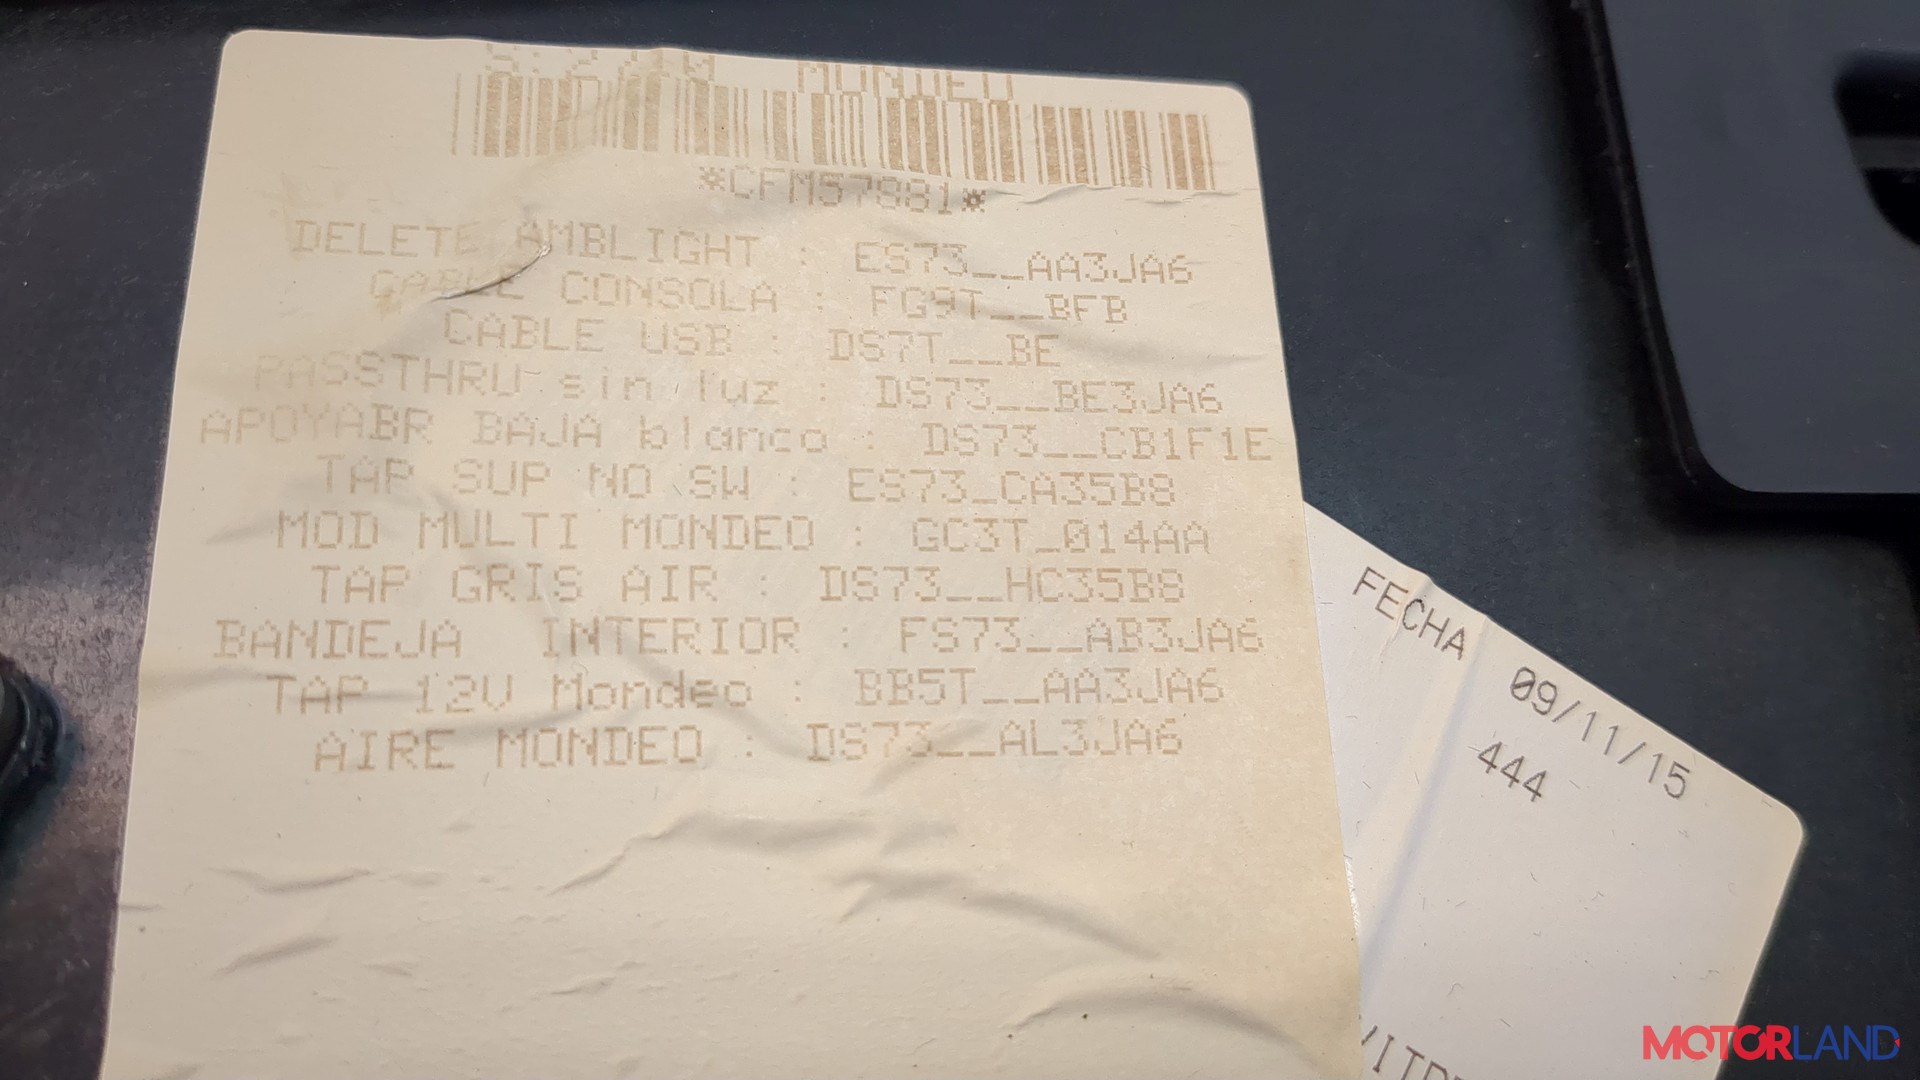 MONDEO
*CFM57881*
DELETE AMBLIGHT : ES73__AA3JA6
CABLE CONSOLA : FG9T__BFB
CABLE USB : DS7T__BE
PASSTHRU sin luz : DS73__BE3JA6
APOYABR BAJA blanco : DS73__CB1F1E
TAP SUP NO SW : ES73_CA35B8
MOD MULTI MONDEO : GC3T_014AA
TAP GRIS AIR : DS73__HC35B8
BANDEJA INTERIOR : FS73__AB3JA6
TAP 12V Mondeo : BB5T__AA3JA6
AIRE MONDEO : DS73__AL3JA6
FECHA 09/11/15
444
MOTORLAND